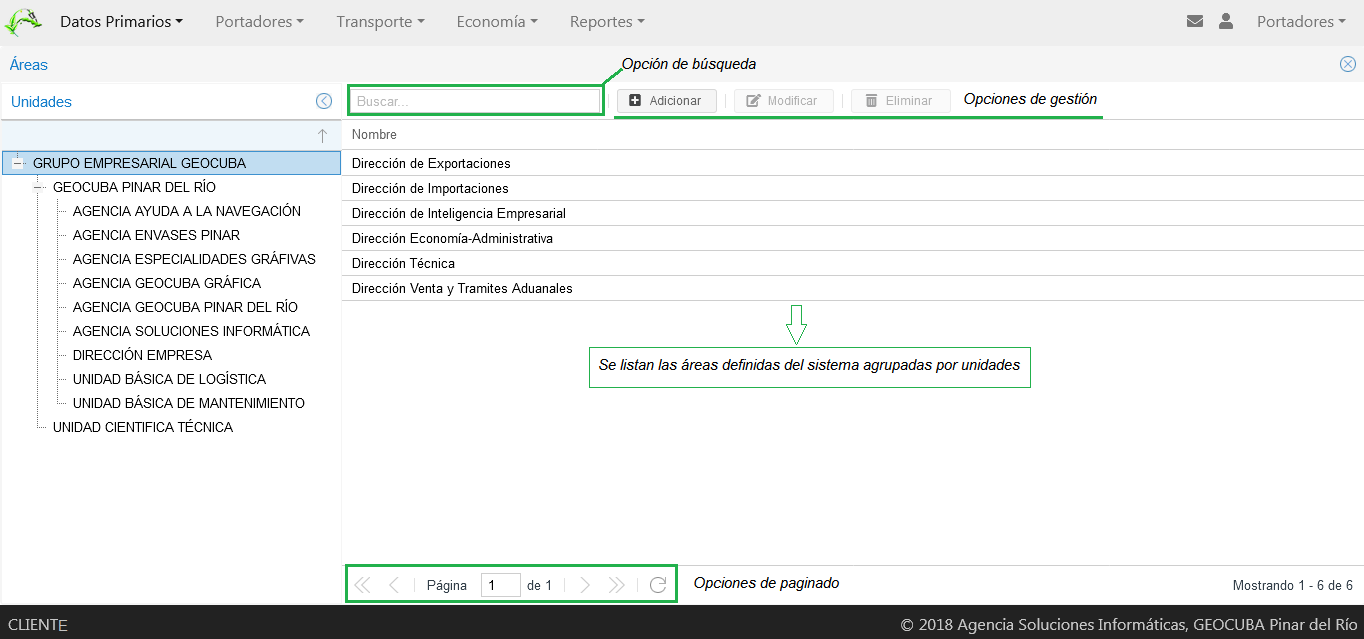 Datos Primarios Portadores Transporte Economía Reportes Portadores
Áreas
Opción de búsqueda
Unidades
Buscar...
Adicionar Modificar Eliminar
Opciones de gestión
Nombre
GRUPO EMPRESARIAL GEOCUBA
GEOCUBA PINAR DEL RÍO
AGENCIA AYUDA A LA NAVEGACIÓN
AGENCIA ENVASES PINAR
AGENCIA ESPECIALIDADES GRÁFIVAS
AGENCIA GEOCUBA GRÁFICA
AGENCIA GEOCUBA PINAR DEL RÍO
AGENCIA SOLUCIONES INFORMÁTICA
DIRECCIÓN EMPRESA
UNIDAD BÁSICA DE LOGÍSTICA
UNIDAD BÁSICA DE MANTENIMIENTO
UNIDAD CIENTIFICA TÉCNICA
Dirección de Exportaciones
Dirección de Importaciones
Dirección de Inteligencia Empresarial
Dirección Economía-Administrativa
Dirección Técnica
Dirección Venta y Tramites Aduanales
Se listan las áreas definidas del sistema agrupadas por unidades
Página 1 de 1
Opciones de paginado
Mostrando 1 - 6 de 6
CLIENTE
© 2018 Agencia Soluciones Informáticas, GEOCUBA Pinar del Río